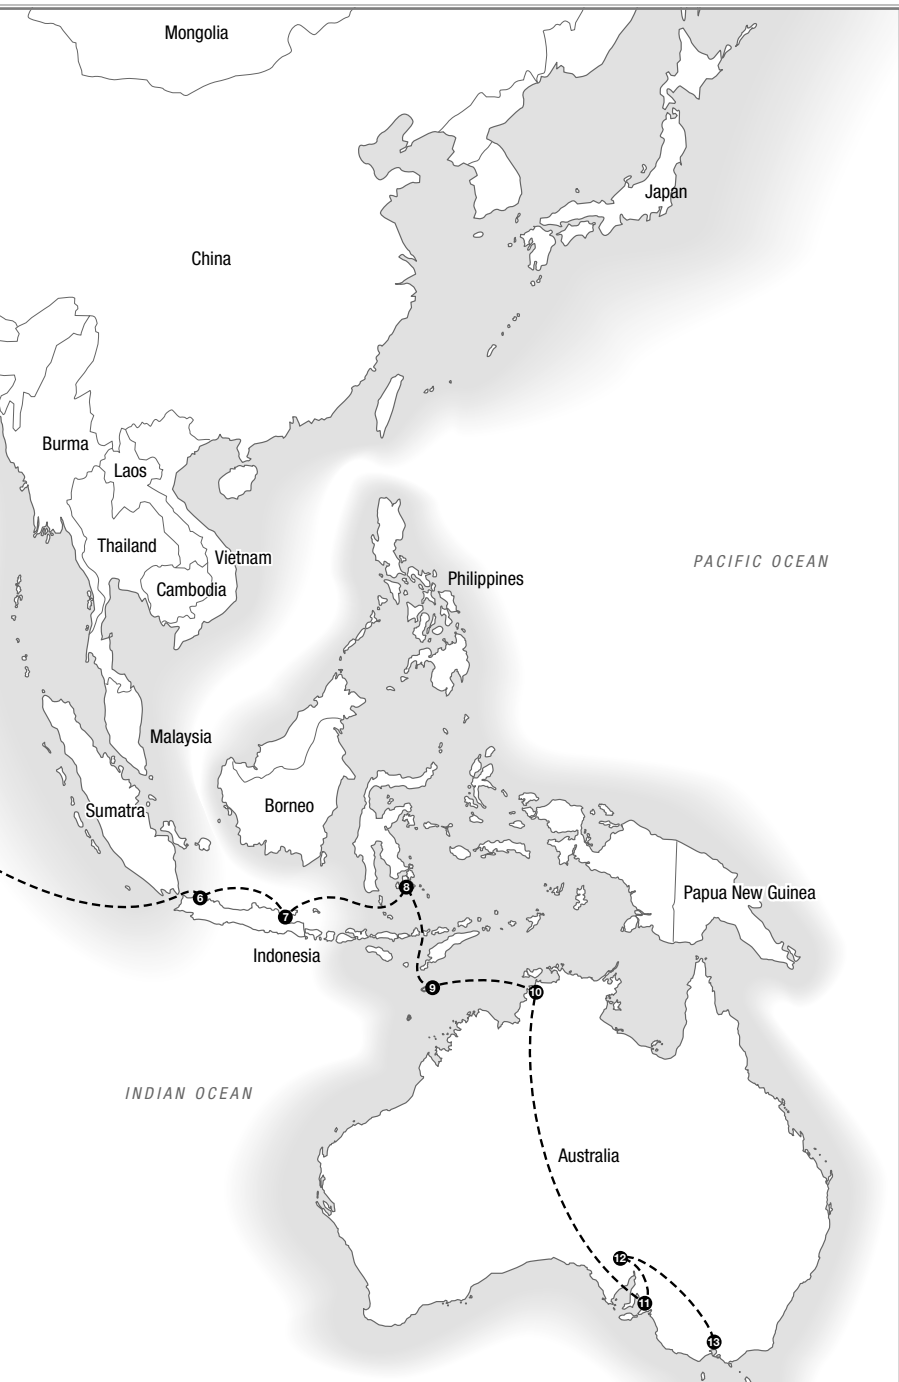 Mongolia
Japan
China
Burma
Laos
Thailand
Vietnam
PACIFIC OCEAN
Cambodia
Philippines
Malaysia
Sumatra
Borneo
8
Papua New Guinea
6
7
Indonesia
9
10
INDIAN OCEAN
Australia
12
11
13